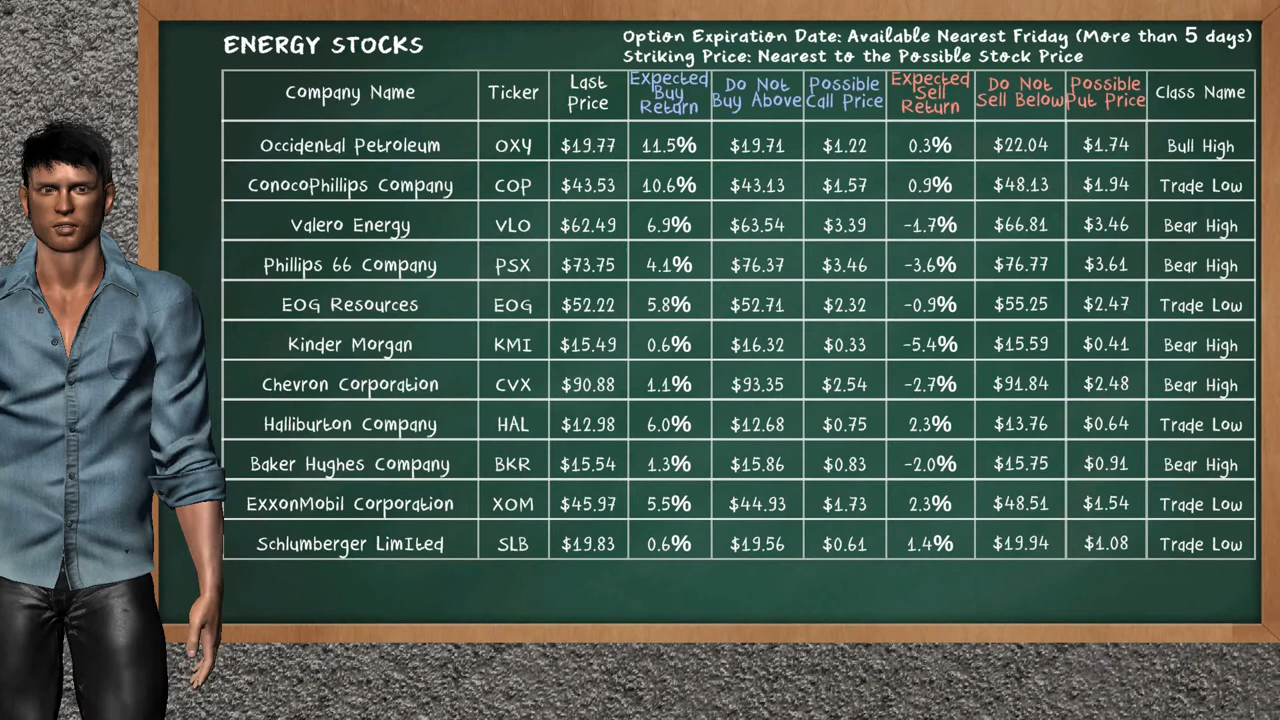 ENERGY STOCKS
Option Expiration Date: Available Nearest Friday (More than 5 days)
Striking Price: Nearest to the Possible Stock Price
Company Name Ticker Last Price Expected Buy Return Do Not Buy Above Possible Call Price Expected Sell Return Do Not Sell Below Possible Put Price Class Name
Occidental Petroleum OXY $19.77 11.5% $19.71 $1.22 0.3% $22.04 $1.74 Bull High
ConocoPhillips Company COP $43.53 10.6% $43.13 $1.57 0.9% $48.13 $1.94 Trade Low
Valero Energy VLO $62.49 6.9% $63.54 $3.39 -1.7% $66.81 $3.46 Bear High
Phillips 66 Company PSX $73.75 4.1% $76.37 $3.46 -3.6% $76.77 $3.61 Bear High
EOG Resources EOG $52.22 5.8% $52.71 $2.32 -0.9% $55.25 $2.47 Trade Low
Kinder Morgan KMI $15.49 0.6% $16.32 $0.33 -5.4% $15.59 $0.41 Bear High
Chevron Corporation CVX $90.88 1.1% $93.35 $2.54 -2.7% $91.84 $2.48 Bear High
Halliburton Company HAL $12.98 6.0% $12.68 $0.75 2.3% $13.76 $0.64 Trade Low
Baker Hughes Company BKR $15.54 1.3% $15.86 $0.83 -2.0% $15.75 $0.91 Bear High
ExxonMobil Corporation XOM $45.97 5.5% $44.93 $1.73 2.3% $48.51 $1.54 Trade Low
Schlumberger LimIted SLB $19.83 0.6% $19.56 $0.61 1.4% $19.94 $1.08 Trade Low